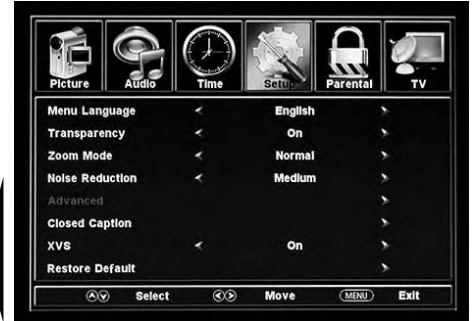 Picture Audio Time Setup Parental TV
Menu Language English
Transparency On
Zoom Mode Normal
Noise Reduction Medium
Advanced
Closed Caption
XVS On
Restore Default
Select Move MENU Exit